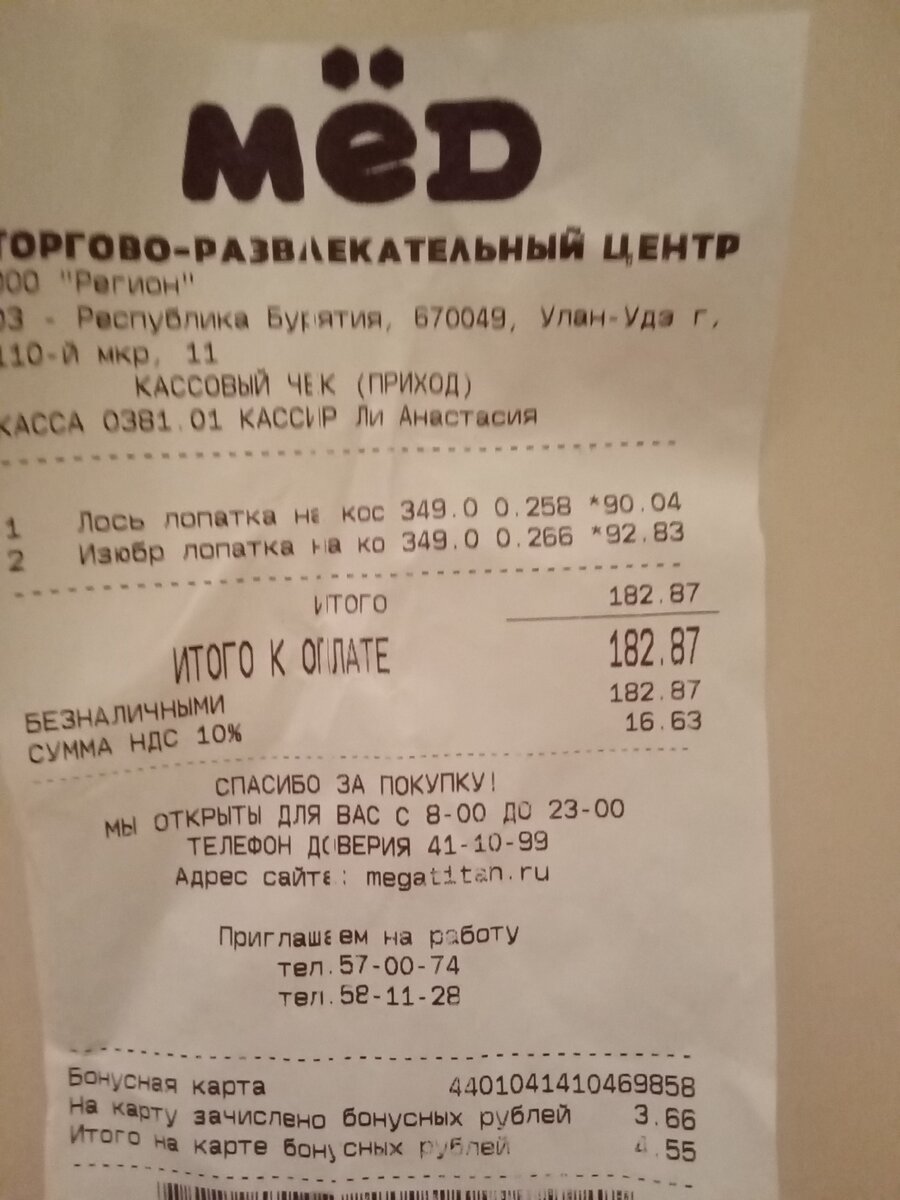 МЁD
ТОРГОВО-РАЗВЛЕКАТЕЛЬНЫЙ ЦЕНТР
ООО "Регион"
03 - Республика Бурятия, 670049, Улан-Удэ г,
110-й мкр, 11
КАССОВЫЙ ЧЕК (ПРИХОД)
КАССА 0381.01 КАССИР Ли Анастасия
1 Лось лопатка на кос 349.0 0.258 *90.04
2 Изюбр лопатка на ко 349.0 0.266 *92.83
ИТОГО 182.87
ИТОГО К ОПЛАТЕ 182.87
БЕЗНАЛИЧНЫМИ 182.87
СУММА НДС 10% 16.63
СПАСИБО ЗА ПОКУПКУ!
МЫ ОТКРЫТЫ ДЛЯ ВАС С 8-00 ДО 23-00
ТЕЛЕФОН ДОВЕРИЯ 41-10-99
Адрес сайта: megatitan.ru
Приглашаем на работу
тел.57-00-74
тел.58-11-28
Бонусная карта 4401041410469858
На карту зачислено бонусных рублей 3.66
Итого на карте бонусных рублей 4.55